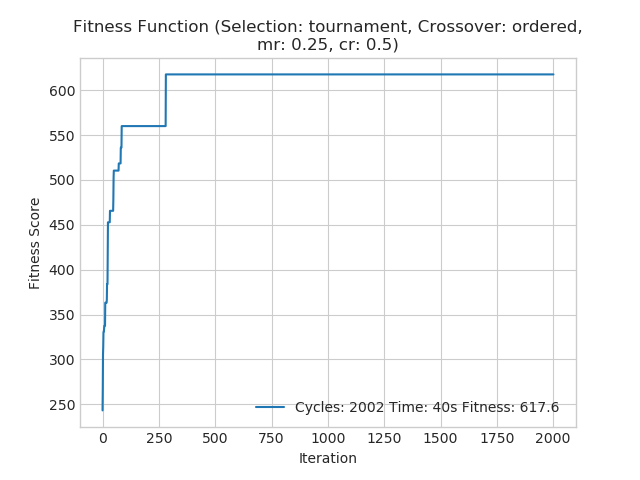 Fitness Function (Selection: tournament, Crossover: ordered,
mr: 0.25, cr: 0.5)
Fitness Score
600
550
500
450
400
350
300
250
Cycles: 2002 Time: 40s Fitness: 617.6
0 250 500 750 1000 1250 1500 1750 2000
Iteration